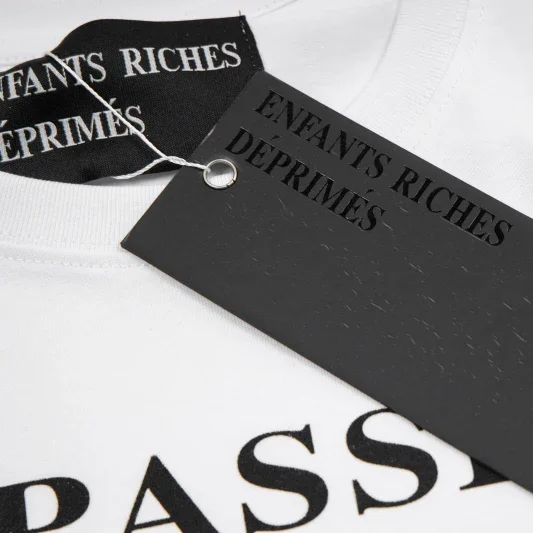 ENFANTS RICHES
DÉPRIMÉS
ENFANTS RICHES
DÉPRIMÉS
PASS